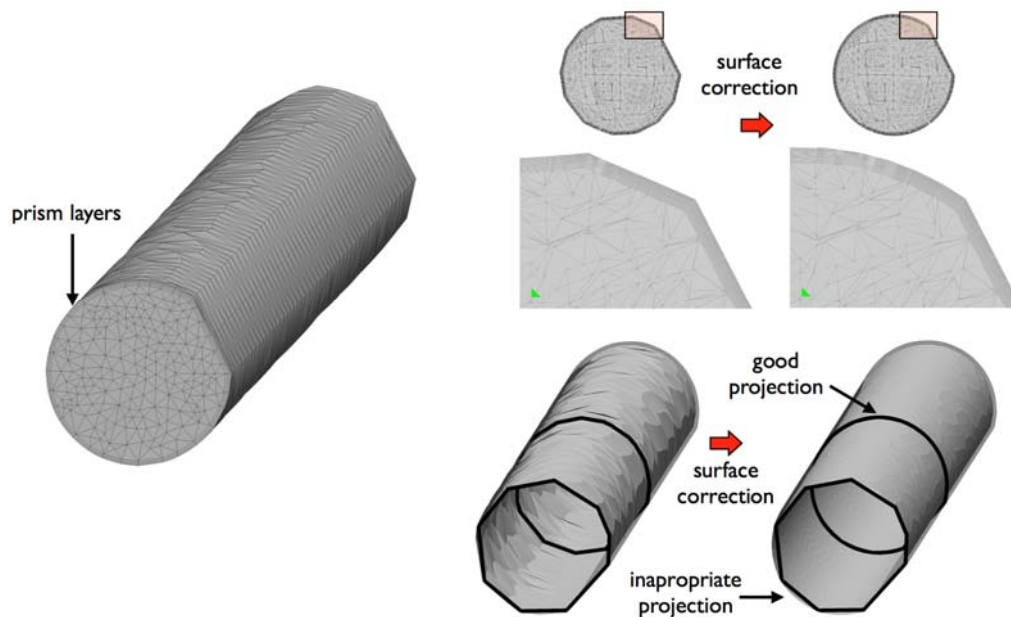 prism layers
surface
correction
good
projection
surface
correction
inapropriate
projection